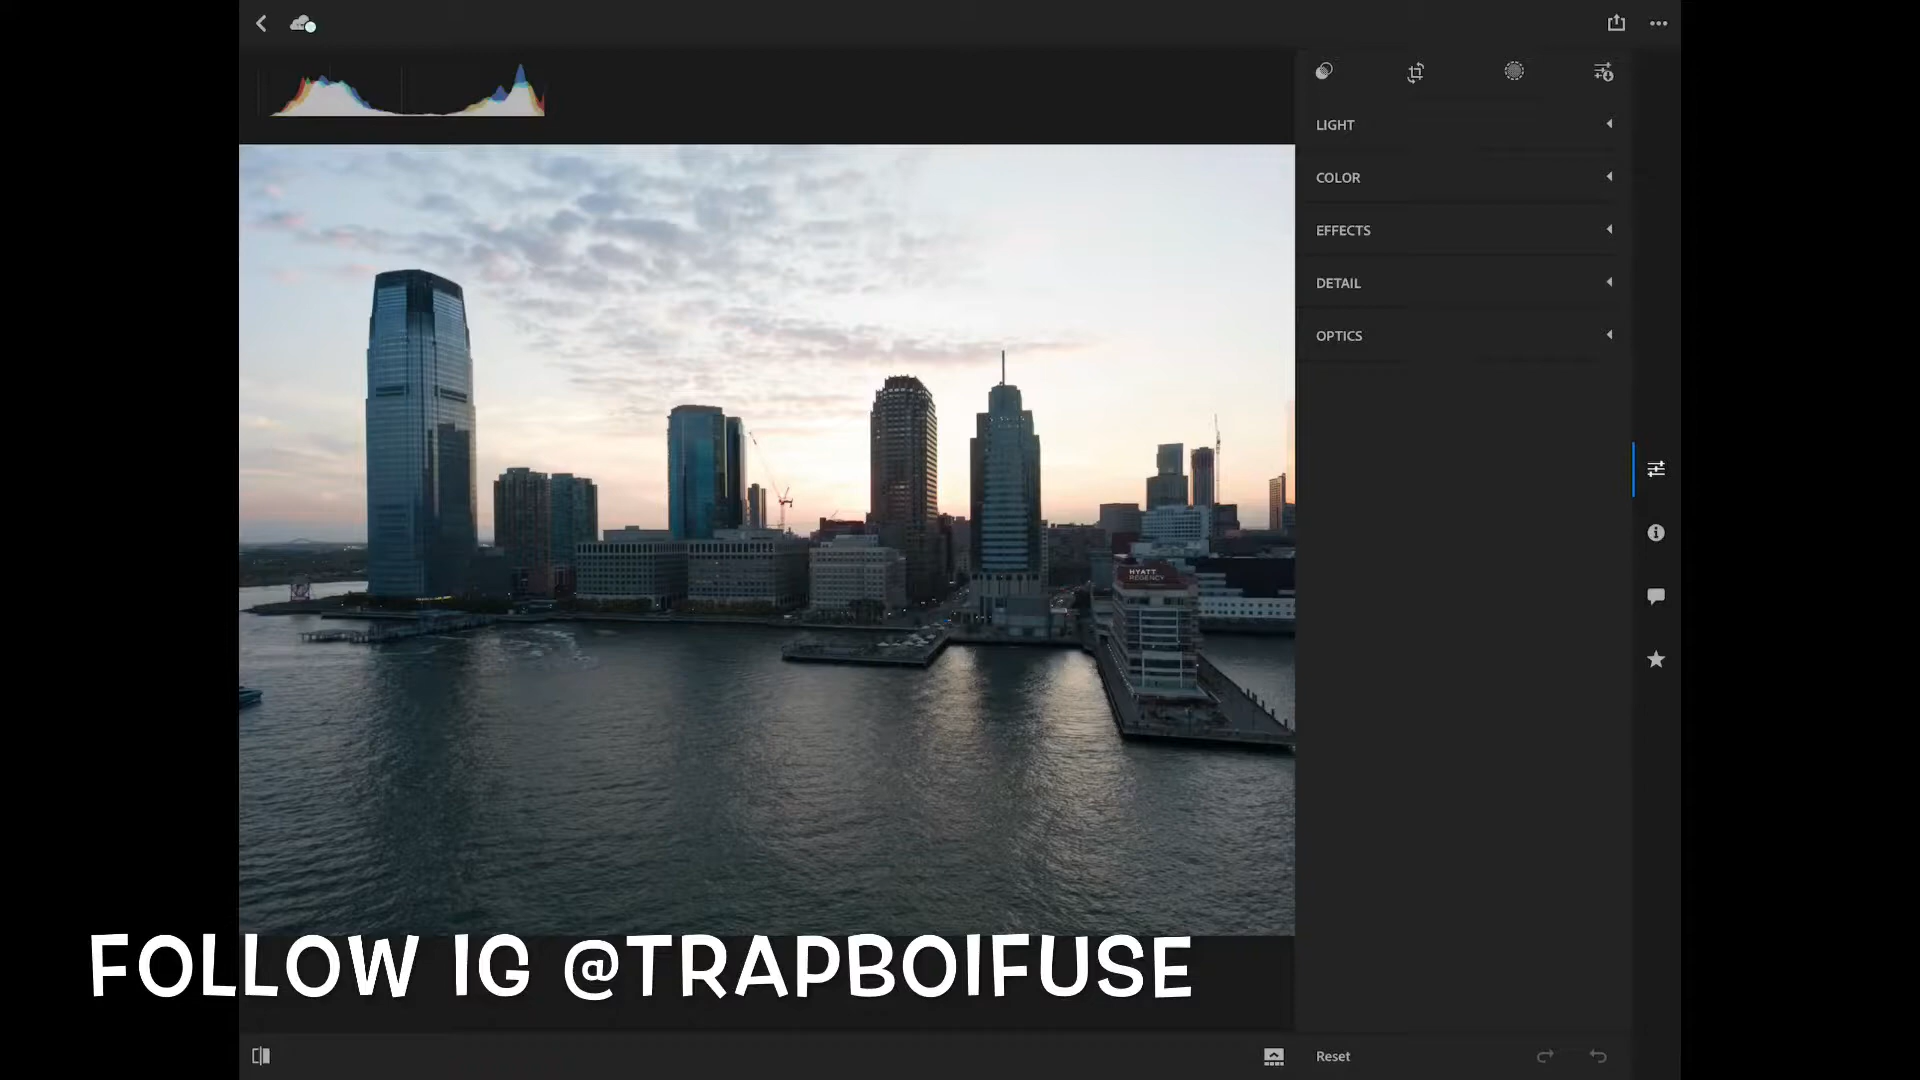 LIGHT
COLOR
EFFECTS
DETAIL
OPTICS
HYATT
REGENCY
FOLLOW IG @TRAPBOIFUSE
Reset